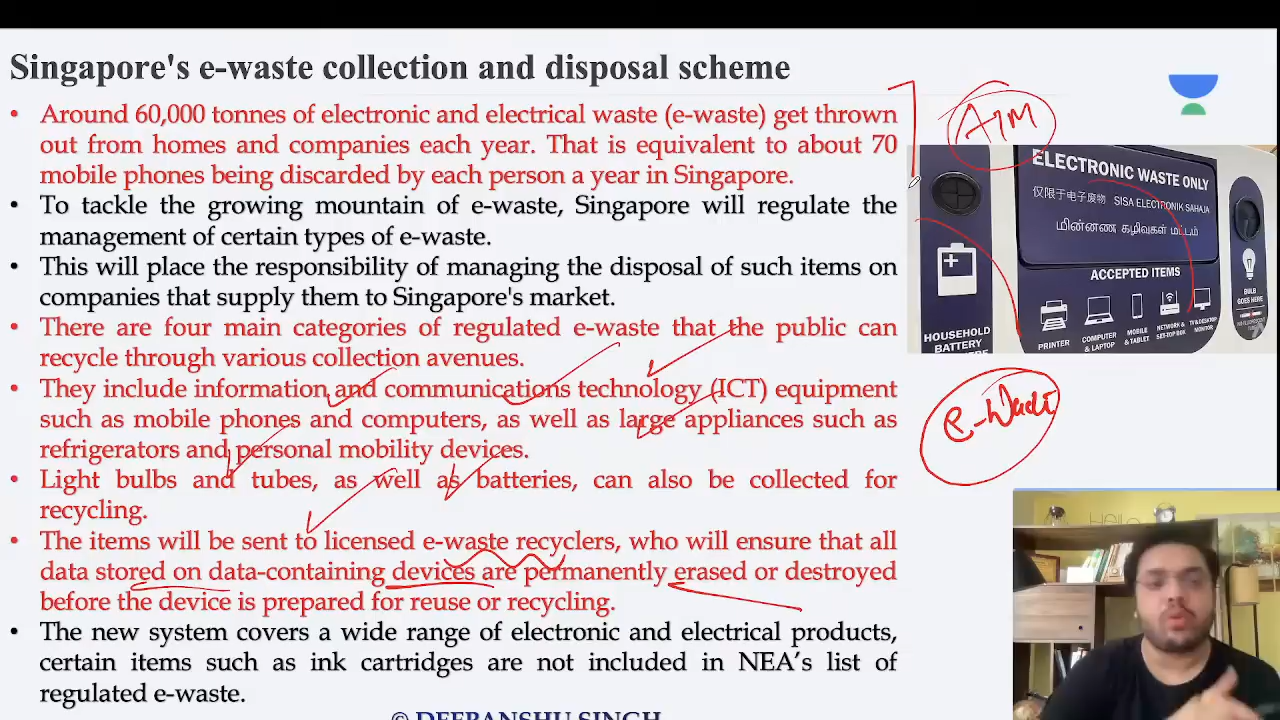 Singapore's e-waste collection and disposal scheme
• Around 60,000 tonnes of electronic and electrical waste (e-waste) get thrown
out from homes and companies each year. That is equivalent to about 70
mobile phones being discarded by each person a year in Singapore.
• To tackle the growing mountain of e-waste, Singapore will regulate the
management of certain types of e-waste.
• This will place the responsibility of managing the disposal of such items on
companies that supply them to Singapore's market.
• There are four main categories of regulated e-waste that the public can
recycle through various collection avenues.
• They include information and communications technology (ICT) equipment
such as mobile phones and computers, as well as large appliances such as
refrigerators and personal mobility devices.
• Light bulbs and tubes, as well as batteries, can also be collected for
recycling.
• The items will be sent to licensed e-waste recyclers, who will ensure that all
data stored on data-containing devices are permanently erased or destroyed
before the device is prepared for reuse or recycling.
• The new system covers a wide range of electronic and electrical products,
certain items such as ink cartridges are not included in NEA's list of
regulated e-waste.
© DEEPANSHU SINGH
ATM
ELECTRONIC WASTE ONLY
仅限于电子废物 SISA ELEKTRONIK SAHAJA
மின்னணு கழிவுகள் மட்டும்
ACCEPTED ITEMS
PRINTER
COMPUTER
& LAPTOP
MOBILE
& TABLET
NETWORK &
SET-TOP BOX
TV & DESKTOP
MONITOR
HOUSEHOLD
BATTERY
BULB
GOES HERE
e-Waste
HELLO